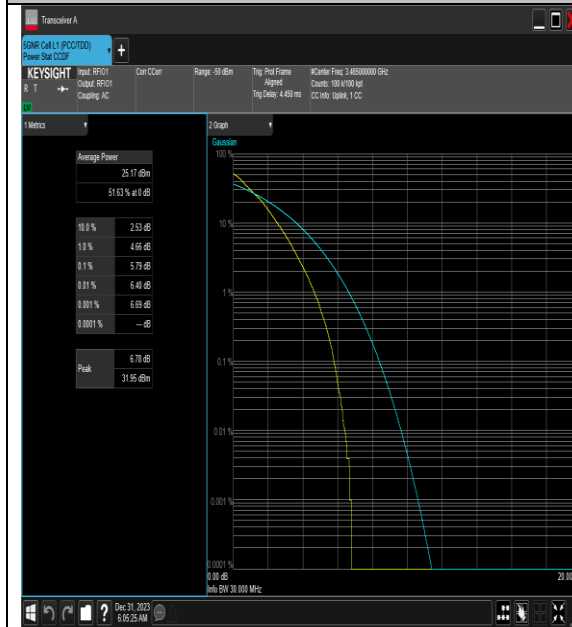 Transceiver A
5GNR Cell L1 (PCC/TDD)
Power Stat CCDF
+
KEYSIGHT
R T
Input: RFIO1
Output: RFIO1
Coupling: AC
Corr CCorr
Range: -50 dBm
Trig: Prot Frame
Aligned
Trig Delay: 4.450 ms
#Center Freq: 3.465000000 GHz
Counts: 100 k/100 kpt
CC Info: Uplink, 1 CC
1 Metrics
2 Graph
Average Power
25.17 dBm
51.63 % at 0 dB
10.0 % 2.53 dB
1.0 % 4.66 dB
0.1 % 5.79 dB
0.01 % 6.40 dB
0.001 % 6.69 dB
0.0001 % --- dB
Peak 6.78 dB
31.95 dBm
Gaussian
100 %
10 %
1 %
0.1 %
0.01 %
0.001 %
0.0001 %
0.00 dB
20.00
Info BW 30.000 MHz
?
Dec 31, 2023
6:05:25 AM